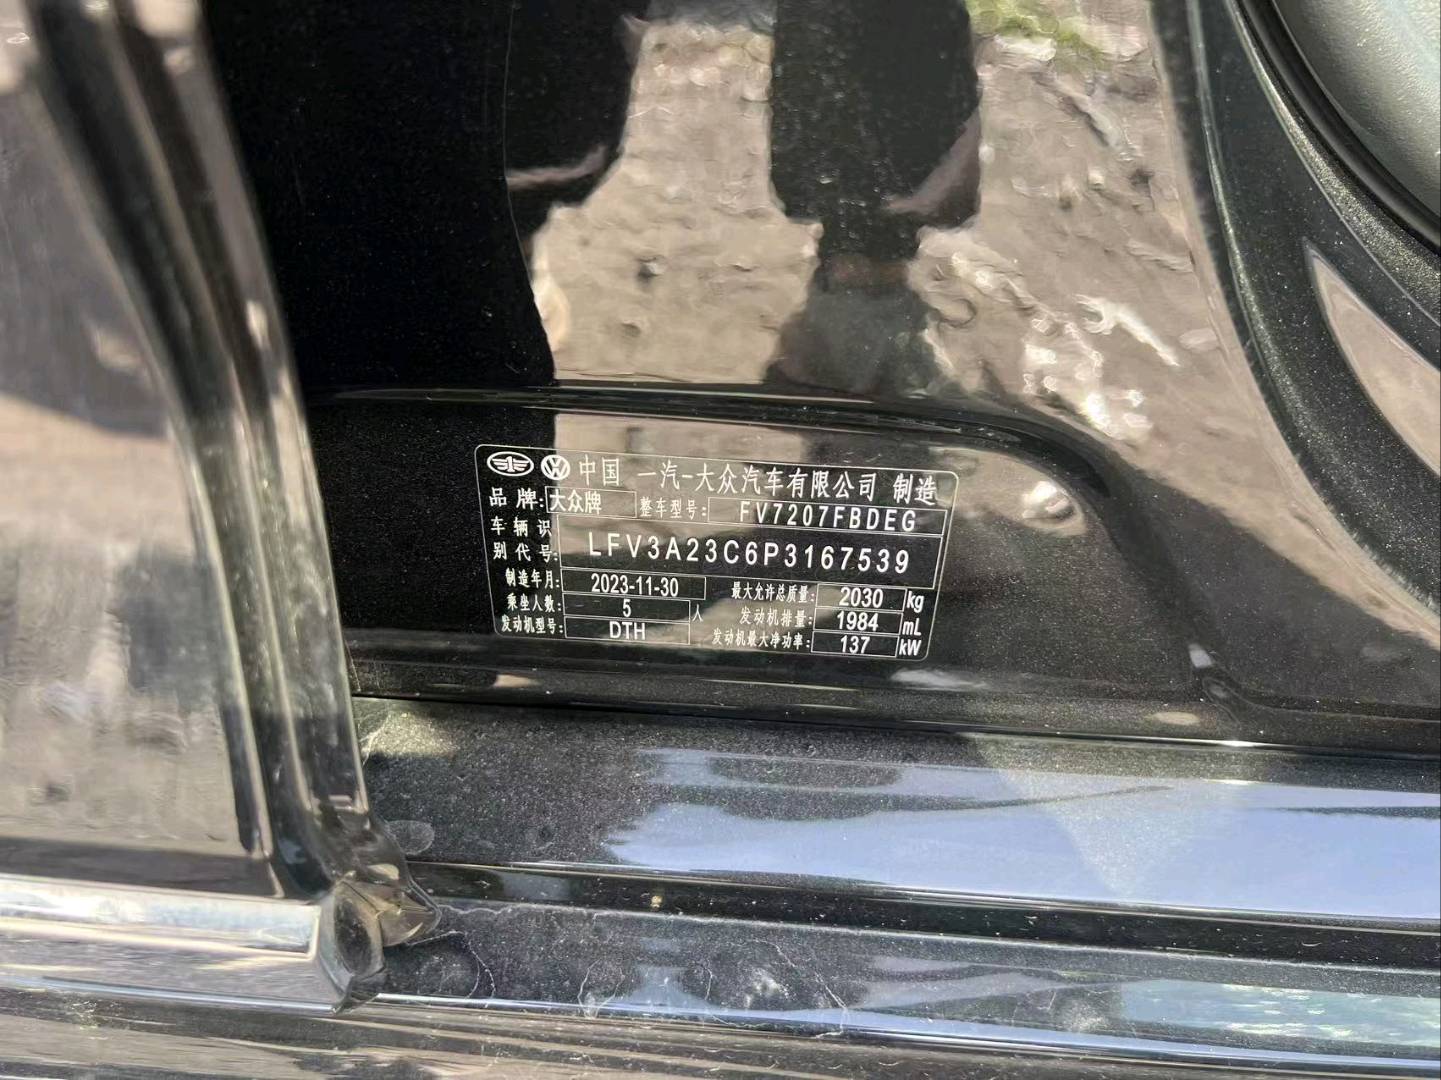 中国 一汽-大众汽车有限公司 制造
品牌: 大众牌 整车型号: FV7207FBDEG
车辆识别代号: LFV3A23C6P3167539
制造年月: 2023-11-30 最大允许总质量: 2030 kg
乘坐人数: 5 人 发动机排量: 1984 mL
发动机型号: DTH 发动机最大净功率: 137 kW